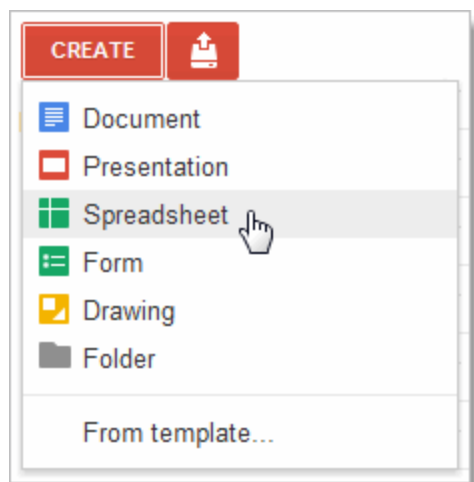 CREATE
Document
Presentation
Spreadsheet
Form
Drawing
Folder
From template...